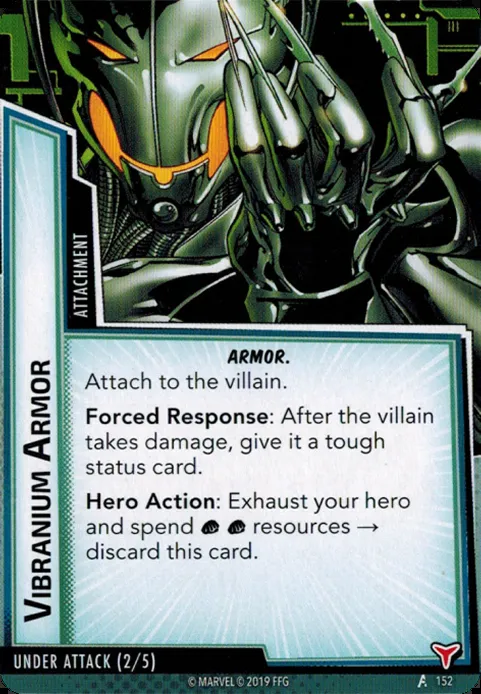 ATTACHMENT
VIBRANIUM ARMOR
ARMOR.
Attach to the villain.
Forced Response: After the villain
takes damage, give it a tough
status card.
Hero Action: Exhaust your hero
and spend resources →
discard this card.
UNDER ATTACK (2/5)
© MARVEL © 2019 FFG
152